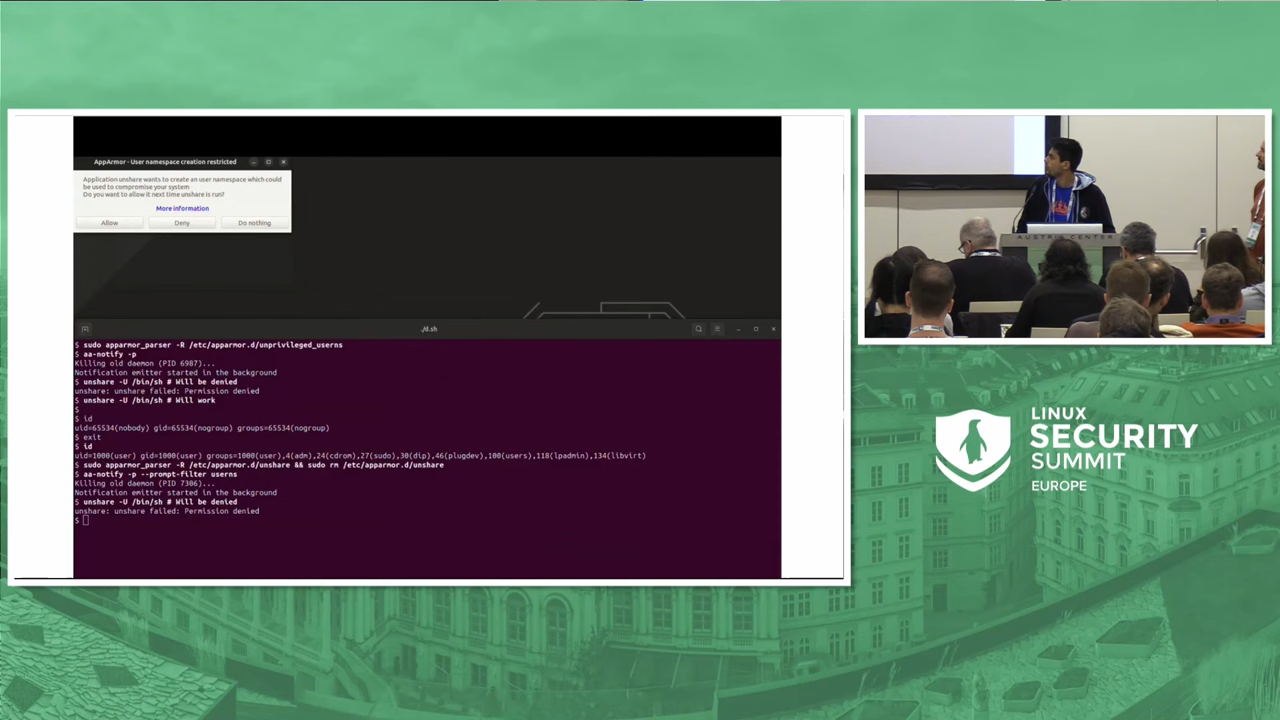 AppArmor - User namespace creation restricted
Application unshare wants to create an user namespace which could
be used to compromise your system
Do you want to allow it next time unshare is run?
More information
Allow Deny Do nothing
./d.sh
$ sudo apparmor_parser -R /etc/apparmor.d/unprivileged_userns
$ aa-notify -p
Killing old daemon (PID 6987)...
Notification emitter started in the background
$ unshare -U /bin/sh # Will be denied
unshare: unshare failed: Permission denied
$ unshare -U /bin/sh # Will work
$
$ id
uid=65534(nobody) gid=65534(nogroup) groups=65534(nogroup)
$ exit
$ id
uid=1000(user) gid=1000(user) groups=1000(user),4(adm),24(cdrom),27(sudo),30(dip),46(plugdev),100(users),118(lpadmin),134(libvirt)
$ sudo apparmor_parser -R /etc/apparmor.d/unshare && sudo rm /etc/apparmor.d/unshare
$ aa-notify -p --prompt-filter userns
Killing old daemon (PID 7306)...
Notification emitter started in the background
$ unshare -U /bin/sh # Will be denied
unshare: unshare failed: Permission denied
$
AUSTRIA CENTER
LINUX
SECURITY
SUMMIT
EUROPE